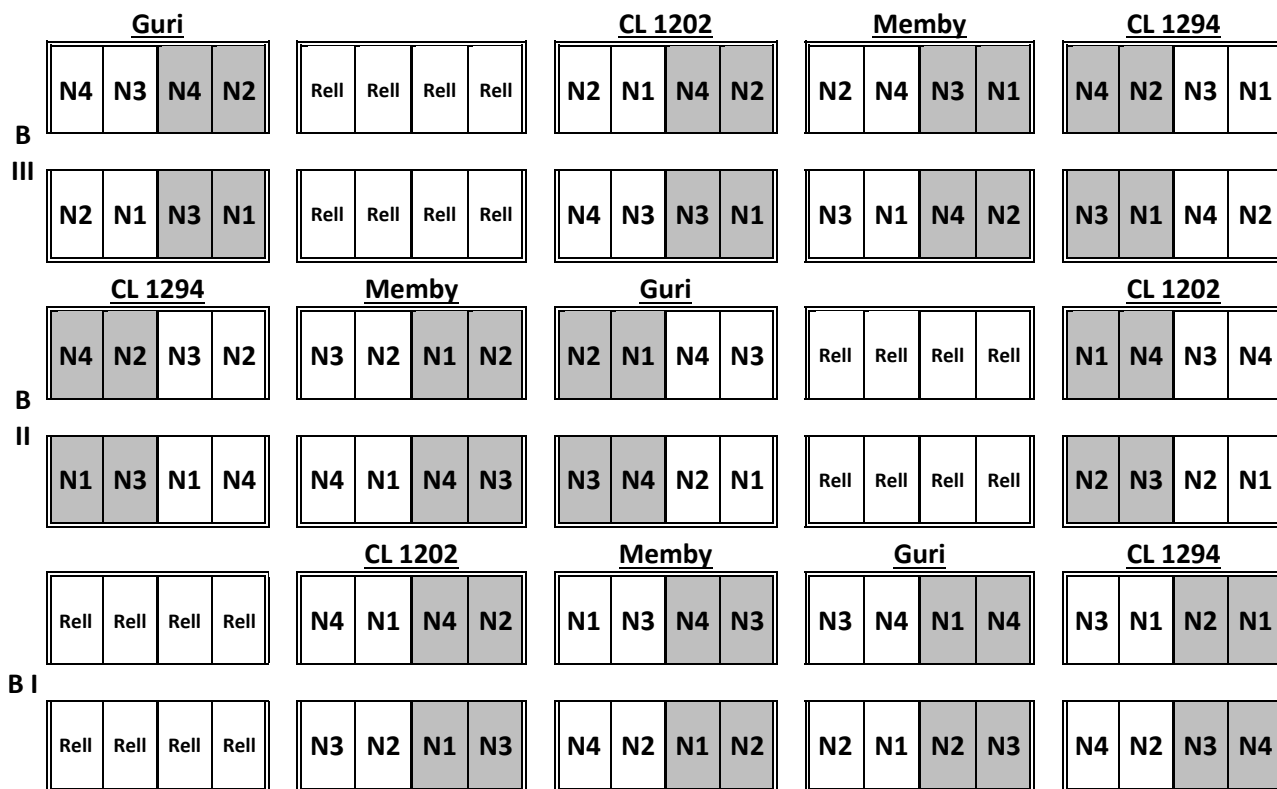 Guri CL 1202 Memby CL 1294
N4 N3 N4 N2 Rell Rell Rell Rell N2 N1 N4 N2 N2 N4 N3 N1 N4 N2 N3 N1
B
III
N2 N1 N3 N1 Rell Rell Rell Rell N4 N3 N3 N1 N3 N1 N4 N2 N3 N1 N4 N2
CL 1294 Memby Guri CL 1202
N4 N2 N3 N2 N3 N2 N1 N2 N2 N1 N4 N3 Rell Rell Rell Rell N1 N4 N3 N4
B
II
N1 N3 N1 N4 N4 N1 N4 N3 N3 N4 N2 N1 Rell Rell Rell Rell N2 N3 N2 N1
CL 1202 Memby Guri CL 1294
Rell Rell Rell Rell N4 N1 N4 N2 N1 N3 N4 N3 N3 N4 N1 N4 N3 N1 N2 N1
B I
Rell Rell Rell Rell N3 N2 N1 N3 N4 N2 N1 N2 N2 N1 N2 N3 N4 N2 N3 N4